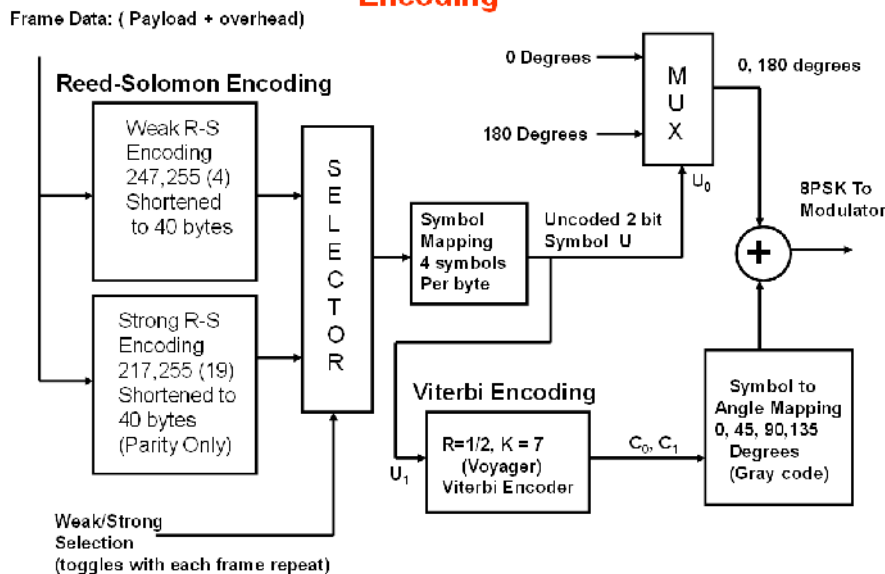 Encoding
Frame Data: ( Payload + overhead)
Reed-Solomon Encoding
Weak R-S
Encoding
247,255 (4)
Shortened
to 40 bytes
Strong R-S
Encoding
217,255 (19)
Shortened to
40 bytes
(Parity Only)
Weak/Strong
Selection
(toggles with each frame repeat)
S
E
L
E
C
T
O
R
Symbol
Mapping
4 symbols
Per byte
Uncoded 2 bit
Symbol U
0 Degrees
180 Degrees
M
U
X
U₀
0, 180 degrees
8PSK To
Modulator
+
Viterbi Encoding
U₁
R=1/2, K = 7
(Voyager)
Viterbi Encoder
C₀, C₁
Symbol to
Angle Mapping
0, 45, 90,135
Degrees
(Gray code)